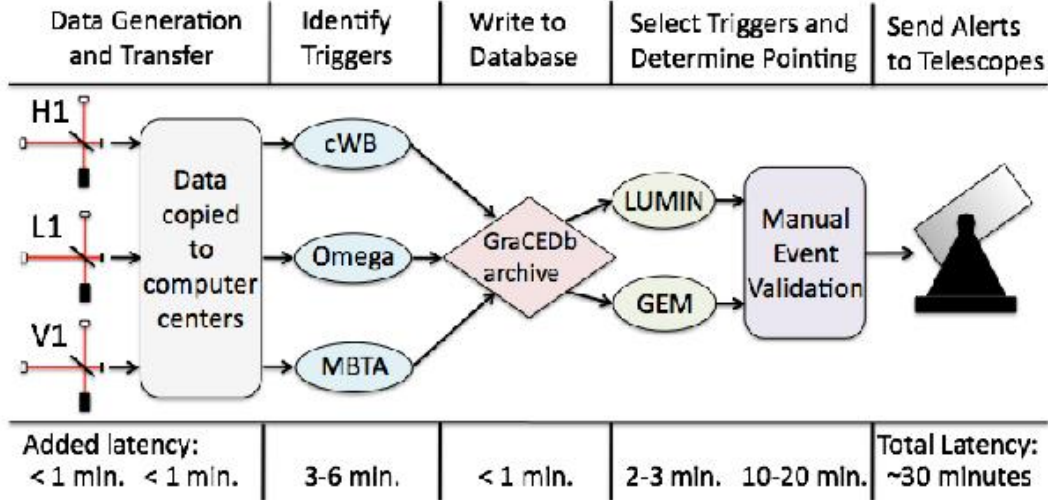 Data Generation
and Transfer
Identify
Triggers
Write to
Database
Select Triggers and
Determine Pointing
Send Alerts
to Telescopes
H1
L1
V1
Data
copied
to
computer
centers
cWB
Omega
MBTA
GraCEDb
archive
LUMIN
GEM
Manual
Event
Validation
Added latency:
< 1 min. < 1 min.
3-6 min.
< 1 min.
2-3 min. 10-20 min.
Total Latency:
~30 minutes